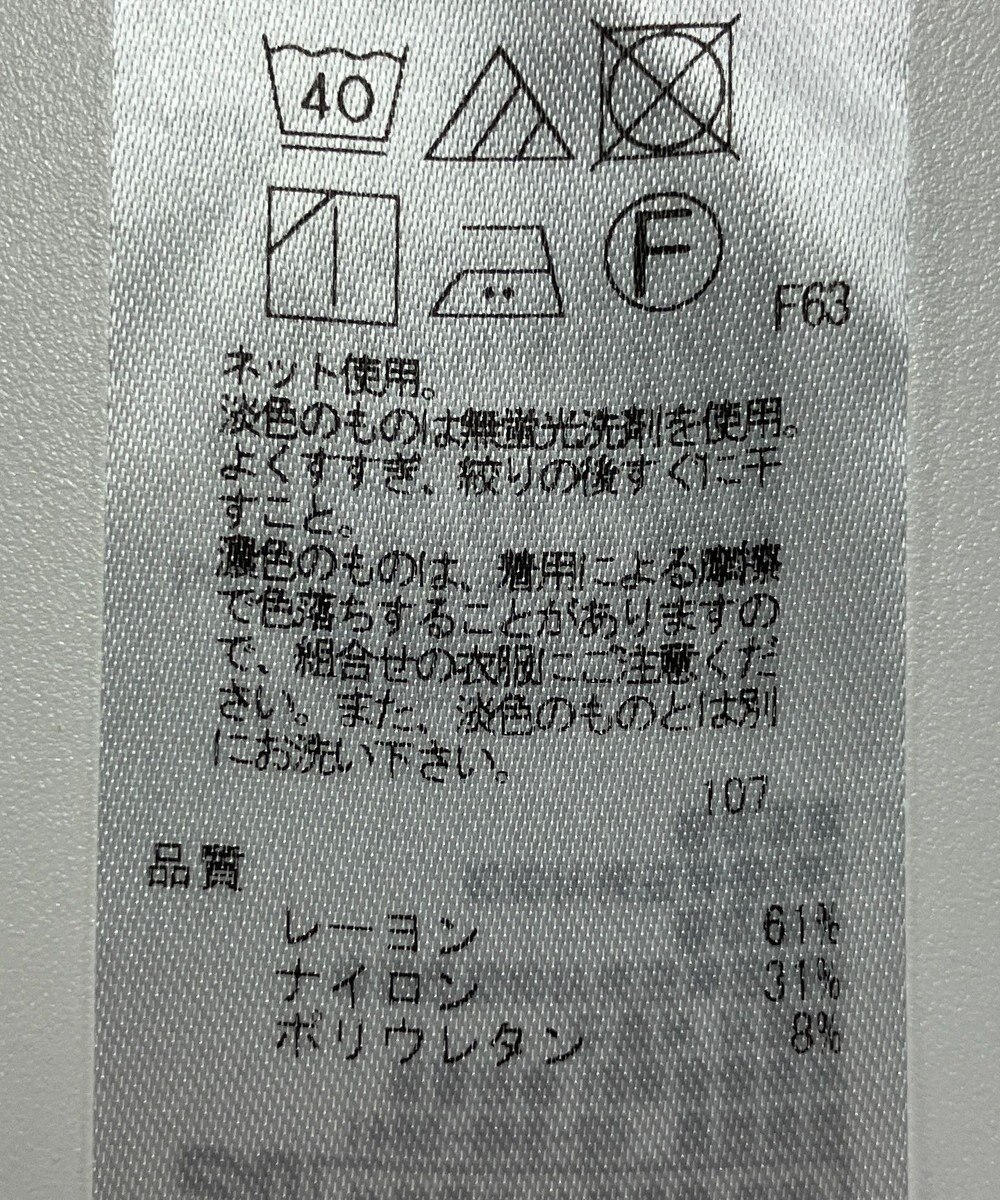 40
F
F63
ネット使用。
淡色のものは無蛍光洗剤を使用。
よくすすぎ、絞りの後すぐに干
すこと。
濃色のものは、着用による摩擦
で色落ちすることがありますの
で、組合せの衣服にご注意くだ
さい。また、淡色のものとは別
にお洗い下さい。
107
品質
レーヨン 61%
ナイロン 31%
ポリウレタン 8%